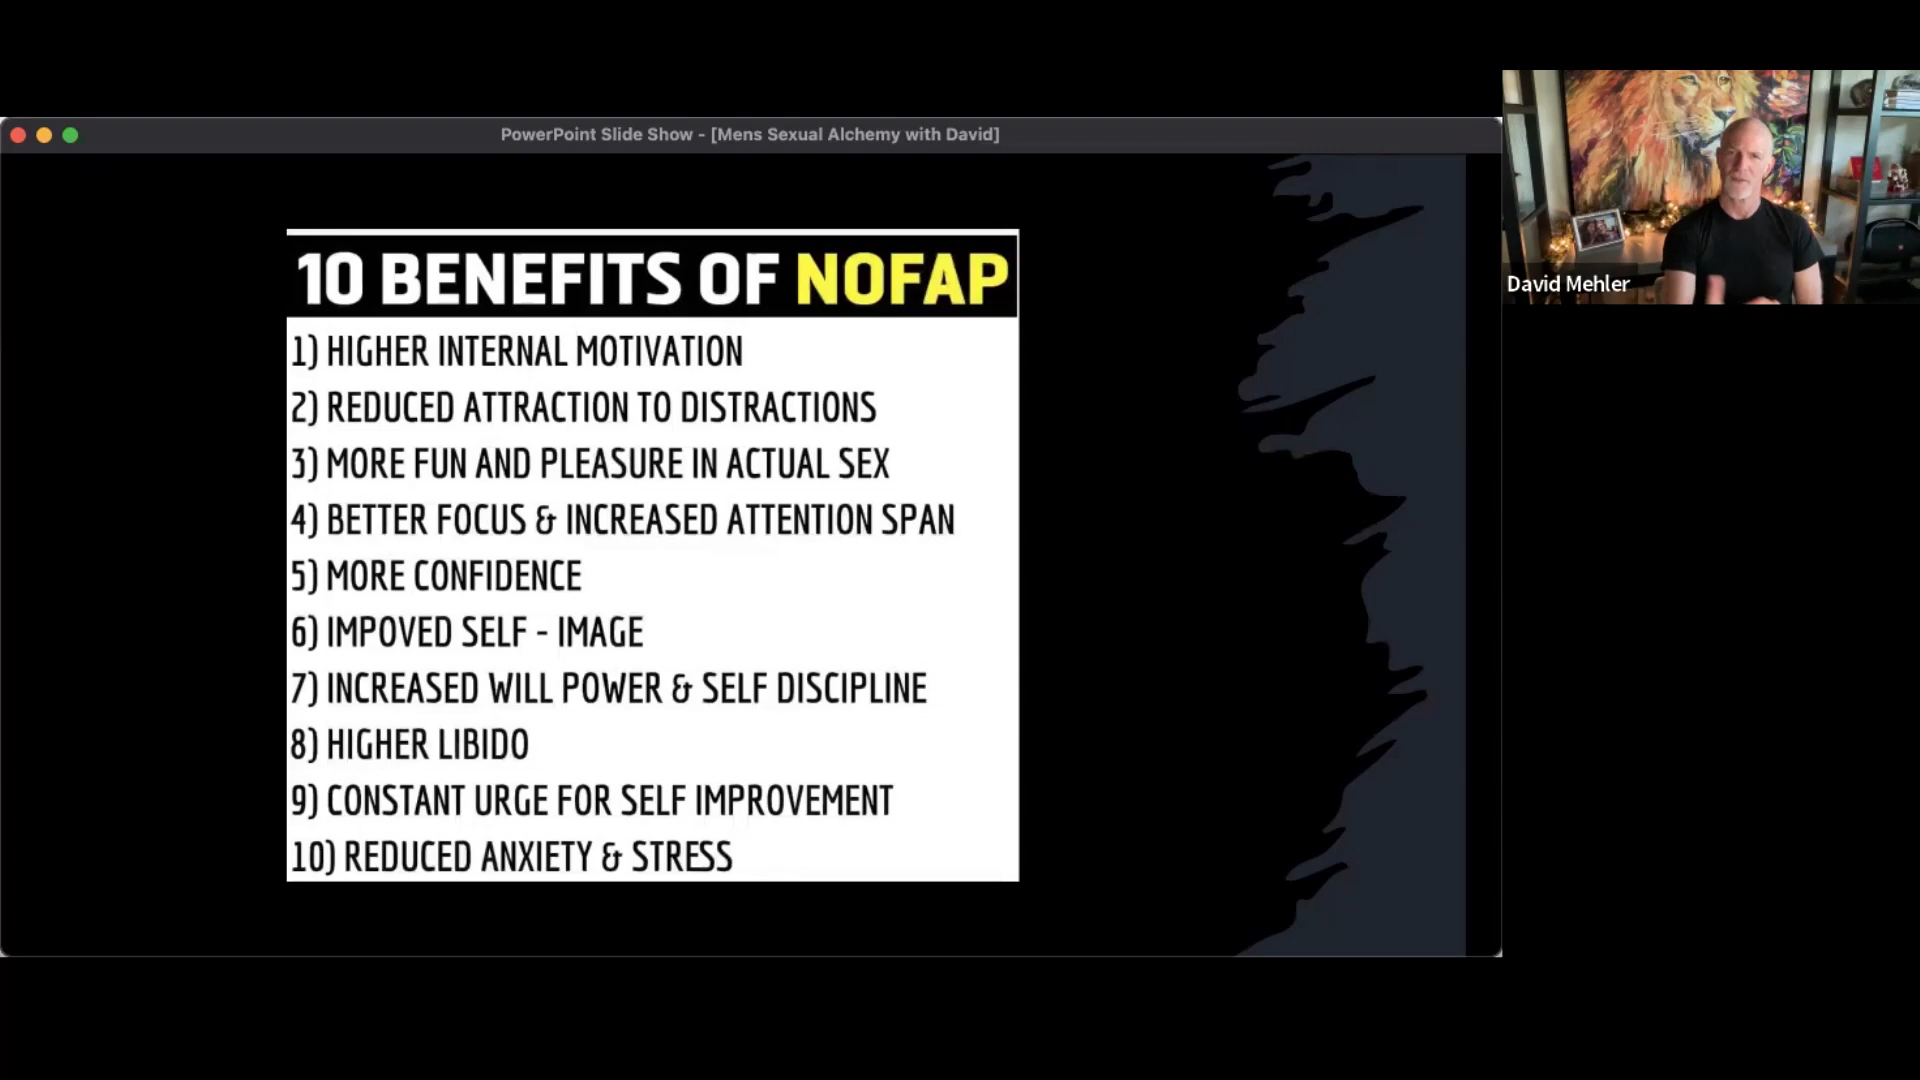 PowerPoint Slide Show - [Mens Sexual Alchemy with David]
10 BENEFITS OF NOFAP
1) HIGHER INTERNAL MOTIVATION
2) REDUCED ATTRACTION TO DISTRACTIONS
3) MORE FUN AND PLEASURE IN ACTUAL SEX
4) BETTER FOCUS & INCREASED ATTENTION SPAN
5) MORE CONFIDENCE
6) IMPOVED SELF - IMAGE
7) INCREASED WILL POWER & SELF DISCIPLINE
8) HIGHER LIBIDO
9) CONSTANT URGE FOR SELF IMPROVEMENT
10) REDUCED ANXIETY & STRESS
David Mehler